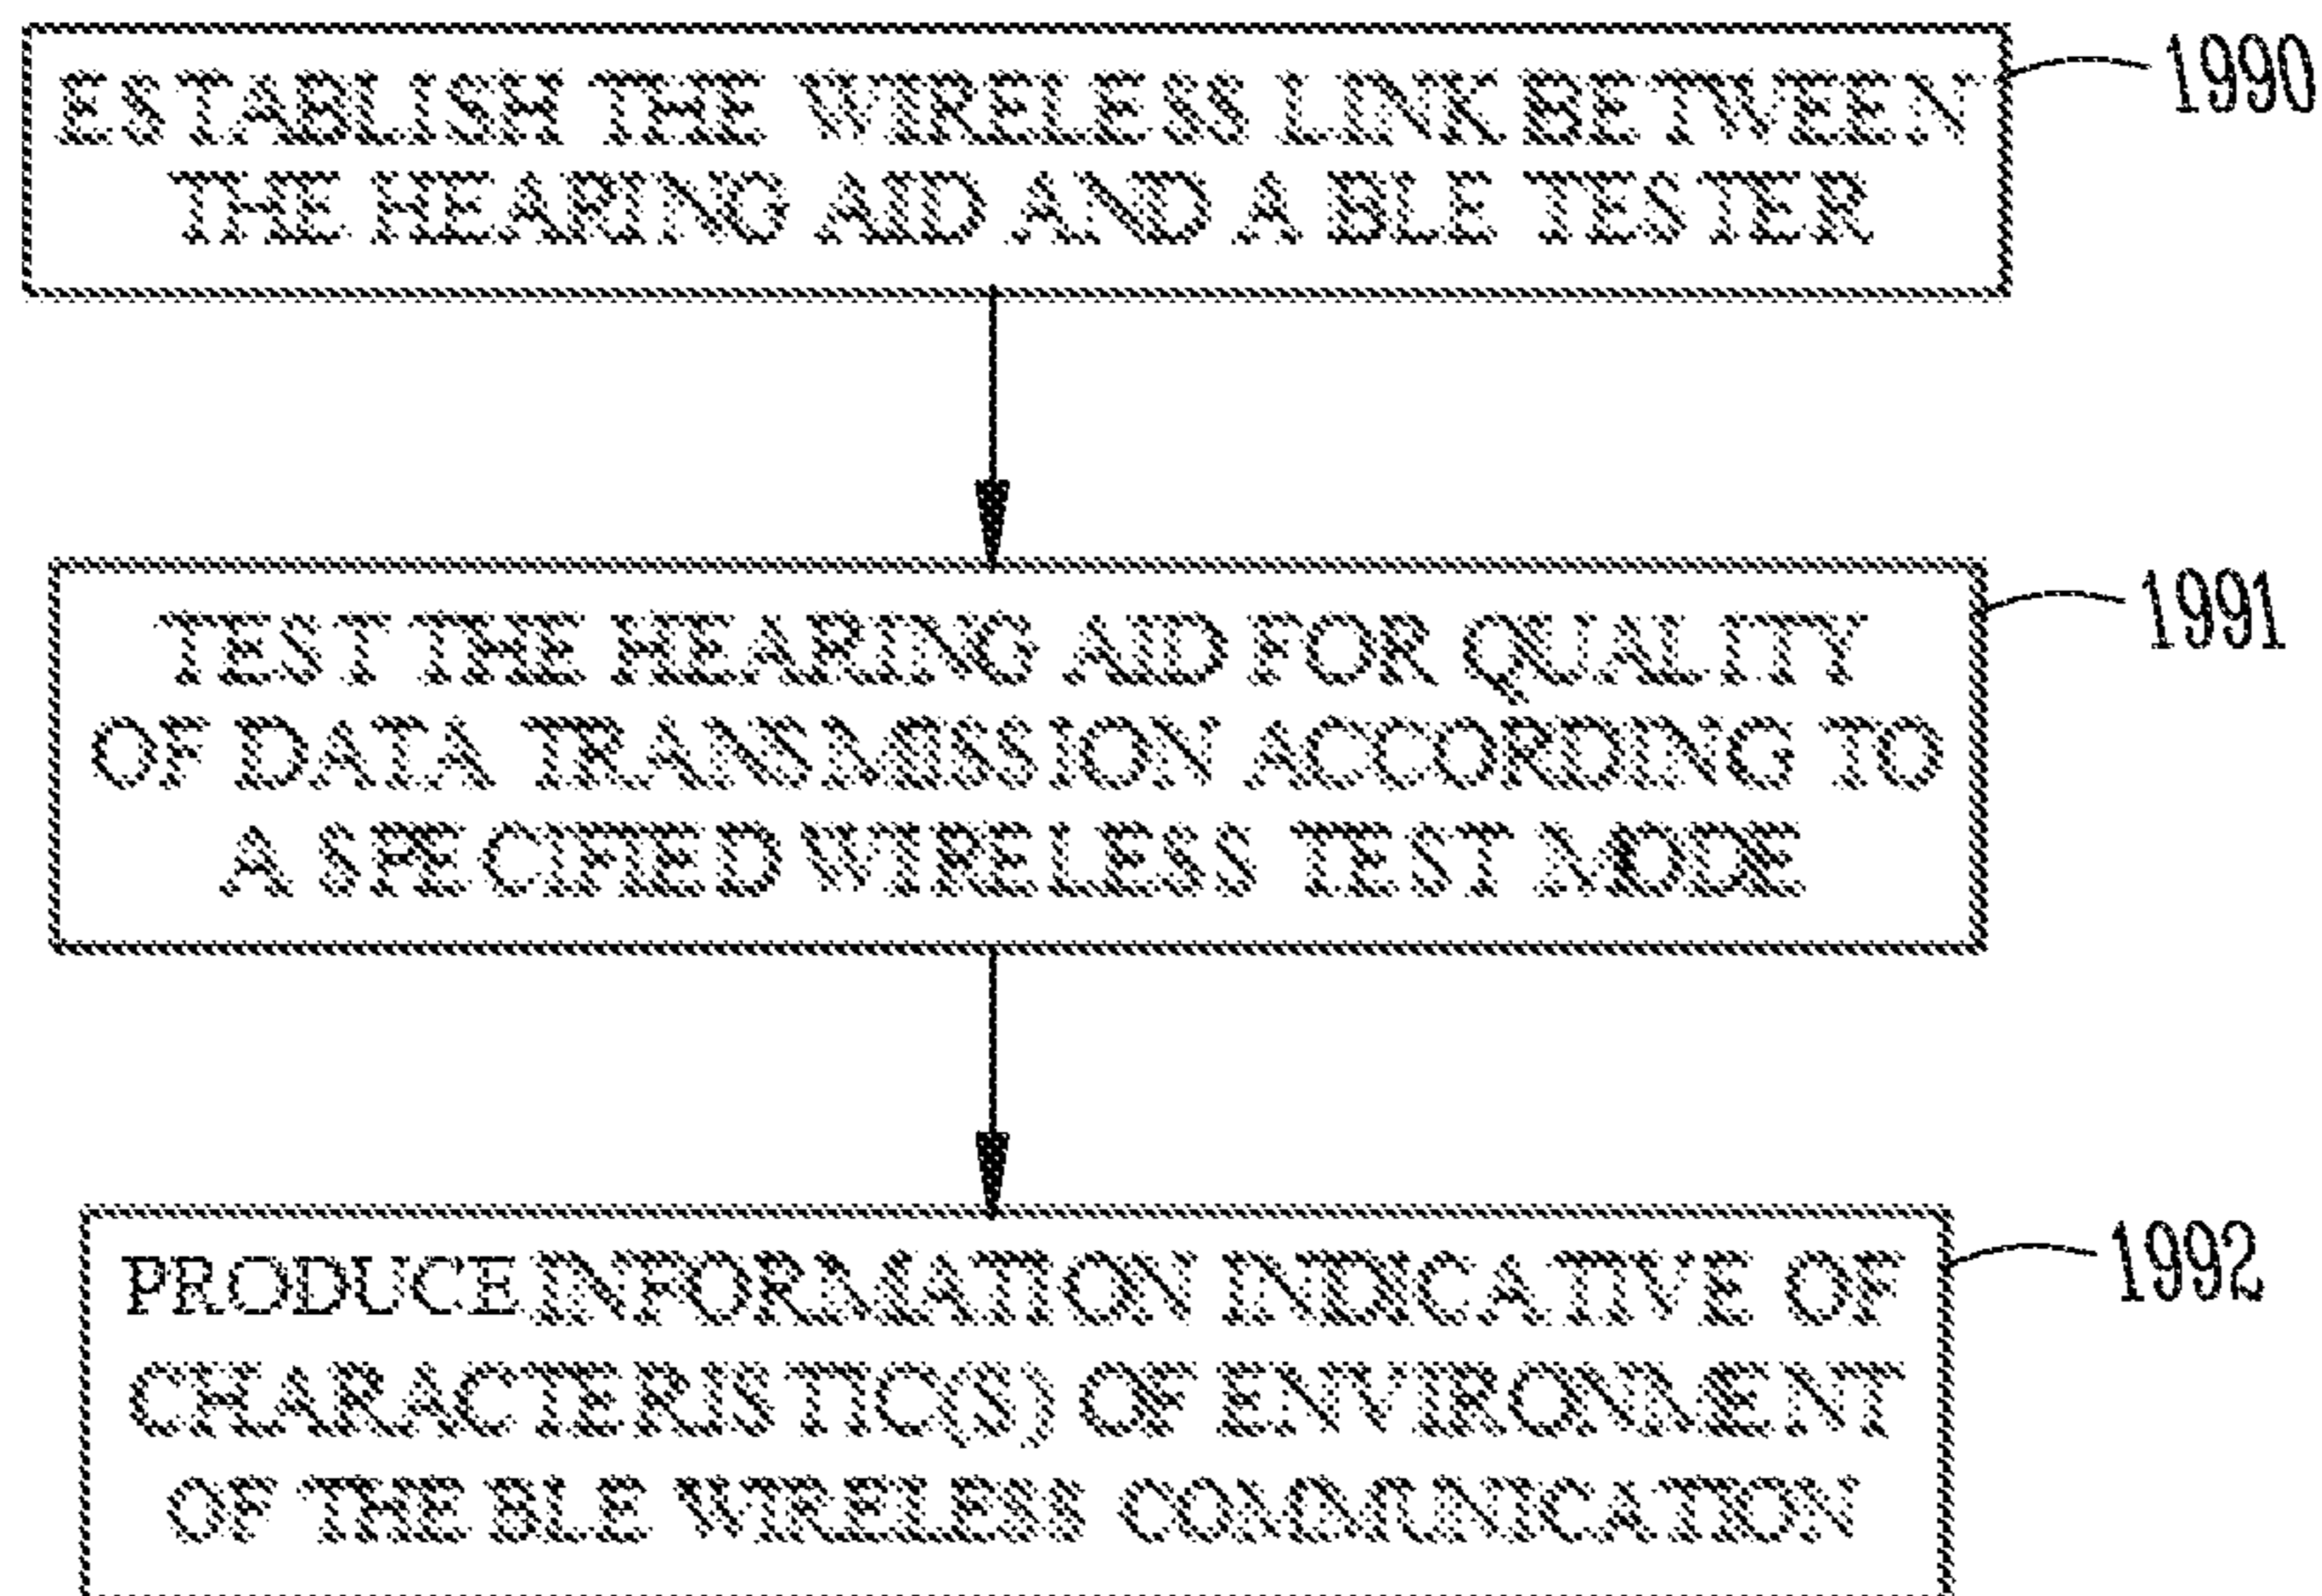 ESTABLISH THE WIRELESS LINK BETWEEN
THE HEARING AID AND A BLE TESTER
1990
TEST THE HEARING AID FOR QUALITY
OF DATA TRANSMISSION ACCORDING TO
A SPECIFIED WIRELESS TEST MODE
1991
PRODUCE INFORMATION INDICATIVE OF
CHARACTERISTIC(S) OF ENVIRONMENT
OF THE BLE WIRELESS COMMUNICATION
1992